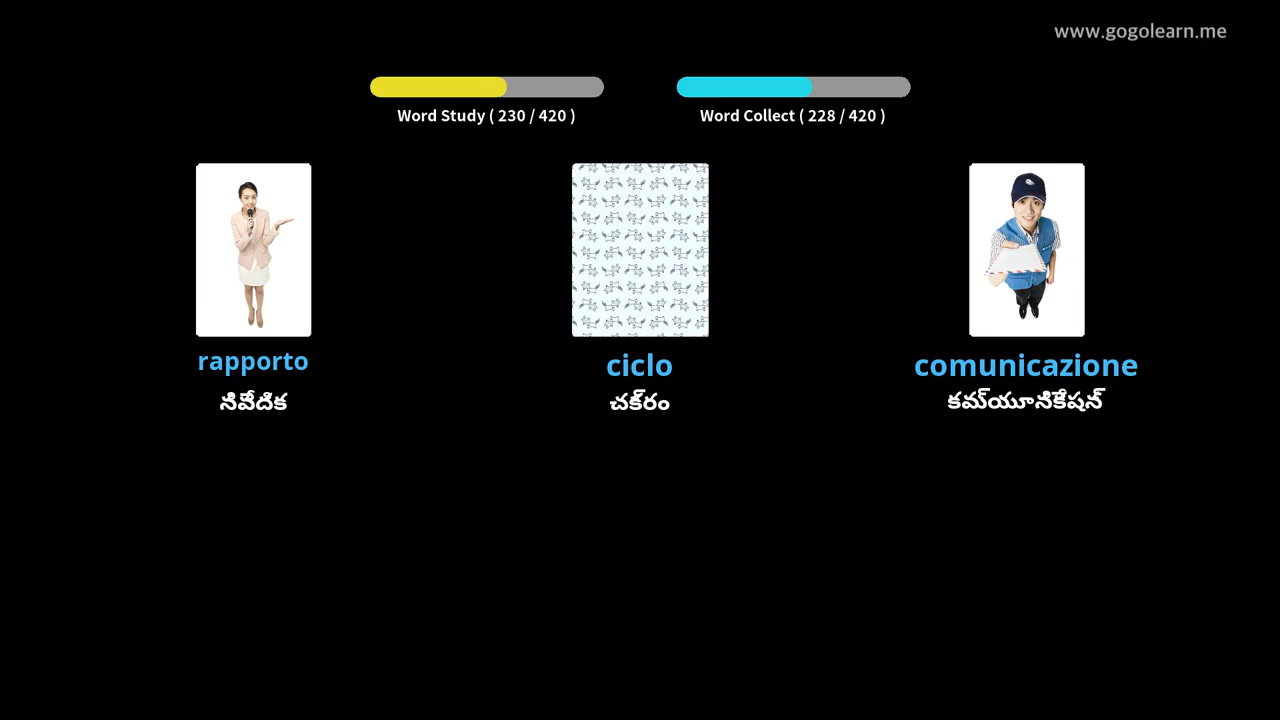 www.gogolearn.me
Word Study ( 230 / 420 )
Word Collect ( 228 / 420 )
rapporto
ciclo
comunicazione
నివేదిక
చక్రం
కమ్యూనికేషన్